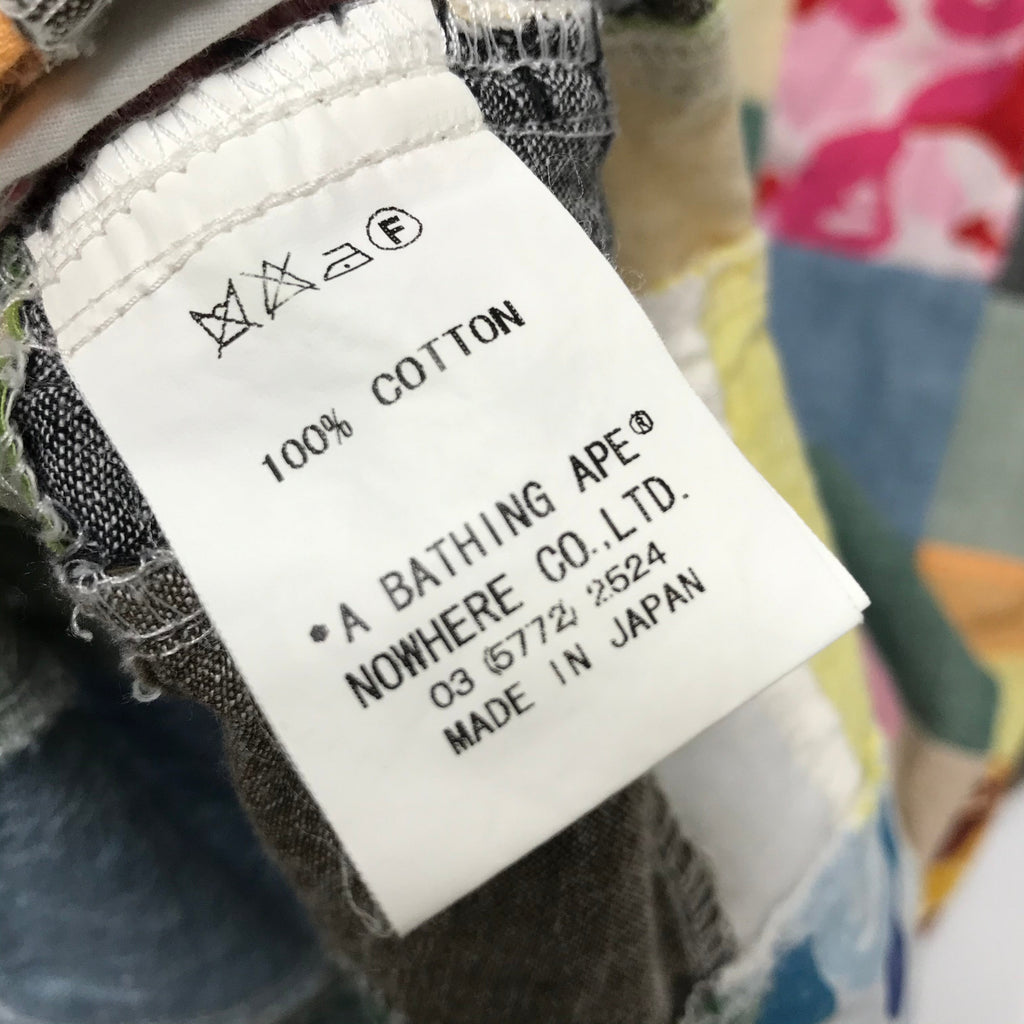 F
100% COTTON
•A BATHING APE®
NOWHERE CO.,LTD.
03 (5772) 2524
MADE IN JAPAN